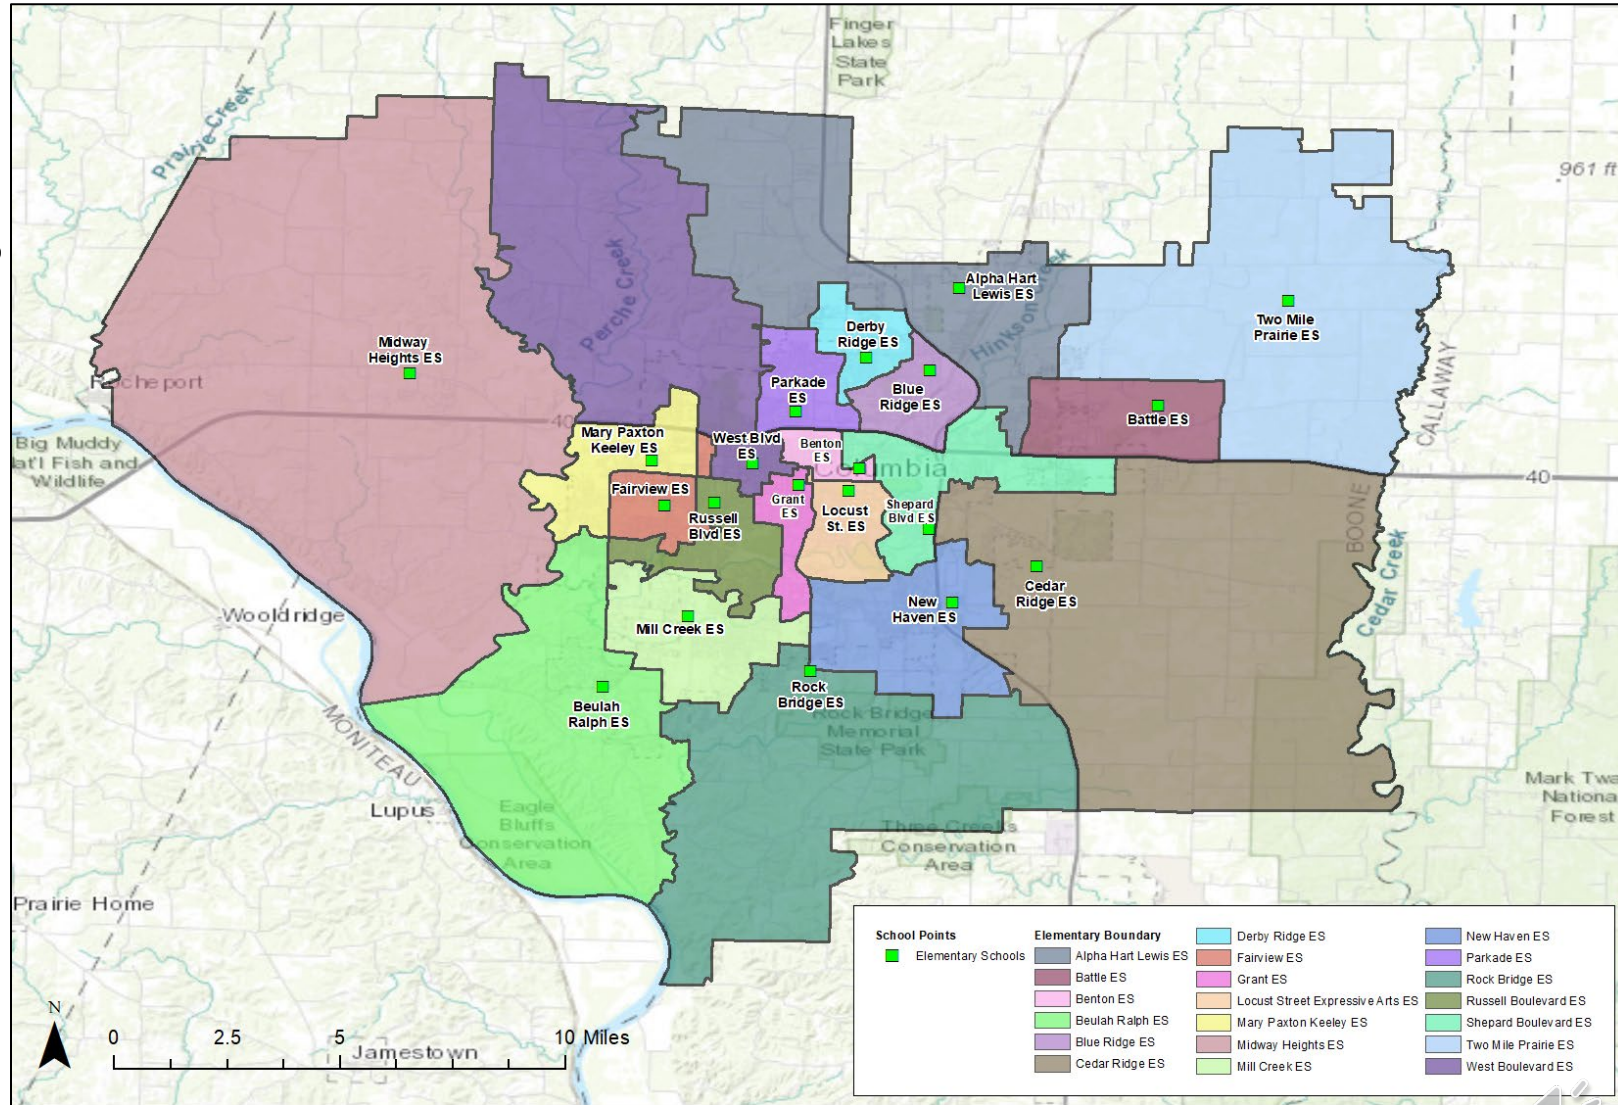 Finger
Lakes
State
Park
Prairie Creek
961 ft
Perche Creek
Hinkson Creek
Alpha Hart
Lewis ES
Two Mile
Prairie ES
Derby
Ridge ES
Midway
Heights ES
Rocheport
Parkade
ES
Blue
Ridge ES
Battle ES
CALLAWAY
40
Big Muddy
Nat'l Fish and
Wildlife
Mary Paxton
Keeley ES
West Blvd
ES
Benton
ES
Columbia
40
Fairview ES
Russell
Blvd ES
Grant
ES
Locust
St. ES
Shepard
Blvd ES
BOONE
Cedar Creek
Cedar
Ridge ES
New
Haven ES
Wooldridge
Mill Creek ES
Beulah
Ralph ES
Rock
Bridge ES
Rock Bridge
Memorial
State Park
MONITEAU
Lupus
Eagle
Bluffs
Conservation
Area
Three Creeks
Conservation
Area
Mark Twa
Nationa
Forest
Prairie Home
Jamestown
N
0 2.5 5 10 Miles
School Points
Elementary Schools
Elementary Boundary
Alpha Hart Lewis ES
Battle ES
Benton ES
Beulah Ralph ES
Blue Ridge ES
Cedar Ridge ES
Derby Ridge ES
Fairview ES
Grant ES
Locust Street Expressive Arts ES
Mary Paxton Keeley ES
Midway Heights ES
Mill Creek ES
New Haven ES
Parkade ES
Rock Bridge ES
Russell Boulevard ES
Shepard Boulevard ES
Two Mile Prairie ES
West Boulevard ES